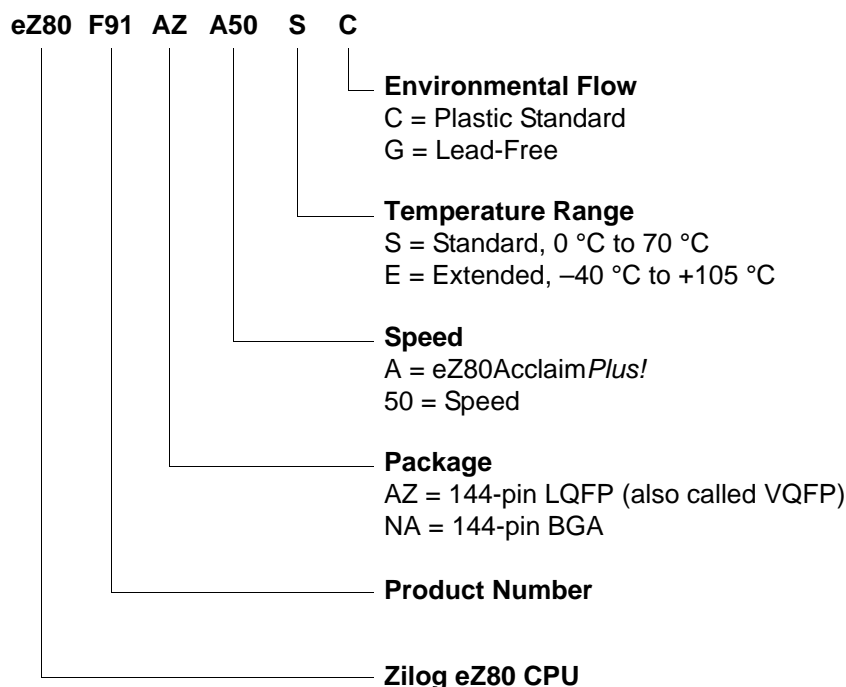 eZ80 F91 AZ A50 S C
Environmental Flow
C = Plastic Standard
G = Lead-Free
Temperature Range
S = Standard, 0 °C to 70 °C
E = Extended, –40 °C to +105 °C
Speed
A = eZ80AcclaimPlus!
50 = Speed
Package
AZ = 144-pin LQFP (also called VQFP)
NA = 144-pin BGA
Product Number
Zilog eZ80 CPU